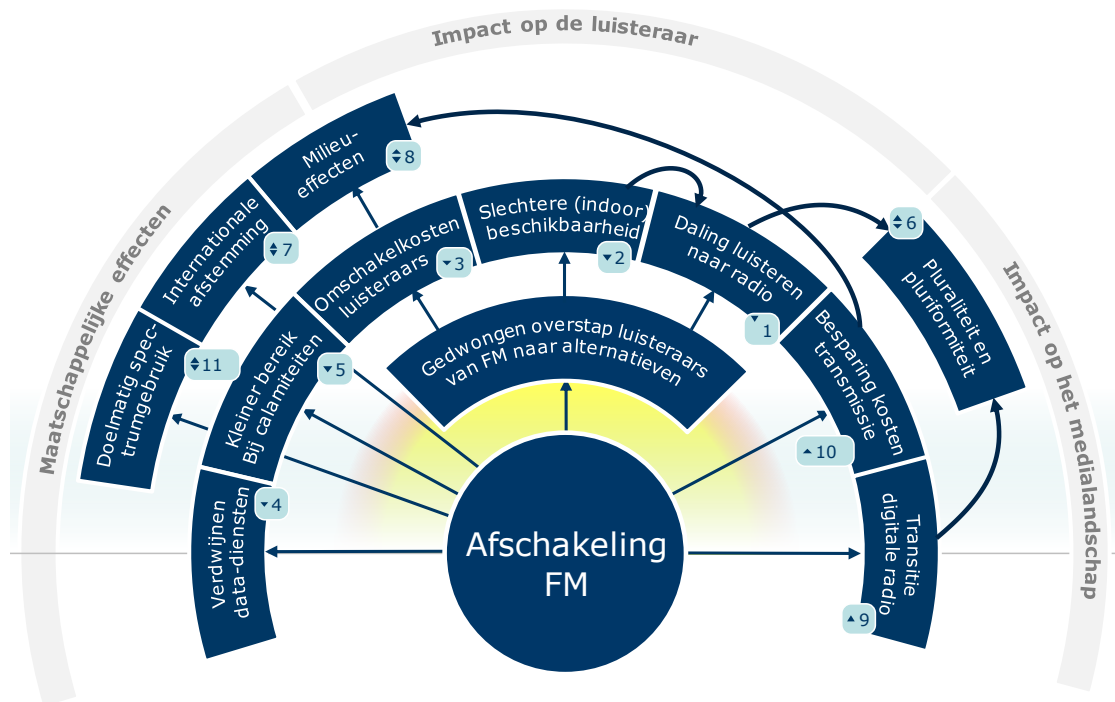 Impact op de luisteraar
Maatschappelijke effecten
Impact op het medialandschap
Milieu-
effecten
8
Internationale
afstemming
7
Doelmatig spec-
trumgebruik
11
Slechtere (indoor)
beschikbaarheid
2
Omschakelkosten
luisteraars
3
Daling luisteren
naar radio
1
Pluraliteit en
pluriformiteit
6
Kleiner bereik
Bij calamiteiten
5
Gedwongen overstap luisteraars
van FM naar alternatieven
Besparing kosten
transmissie
10
Verdwijnen
data-diensten
4
Transitie
digitale radio
9
Afschakeling
FM